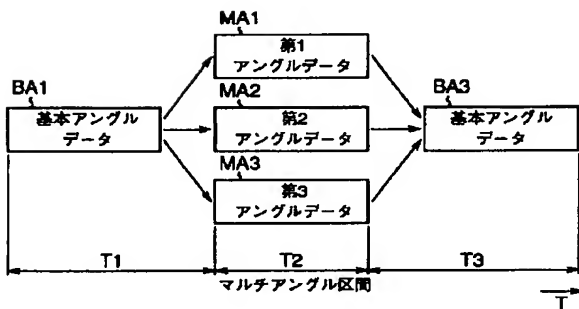 MA1
第1
アングルデータ
BA1
基本アングル
データ
MA2
第2
アングルデータ
BA3
基本アングル
データ
MA3
第3
アングルデータ
T1
T2
T3
マルチアングル区間
T